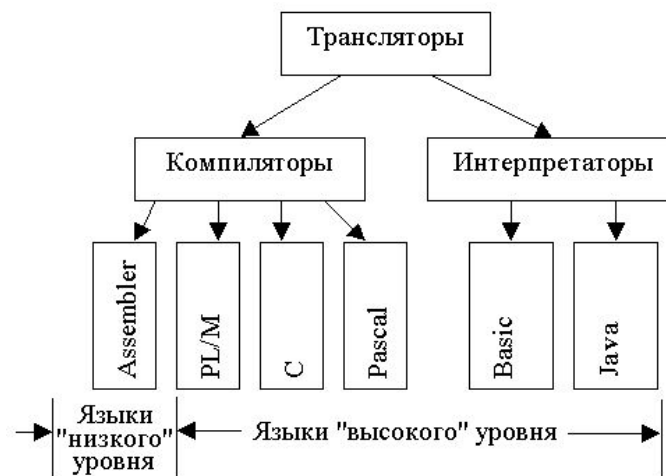 Трансляторы
Компиляторы
Интерпретаторы
Assembler
PL/M
C
Pascal
Basic
Java
Языки
"низкого"
уровня
Языки "высокого" уровня